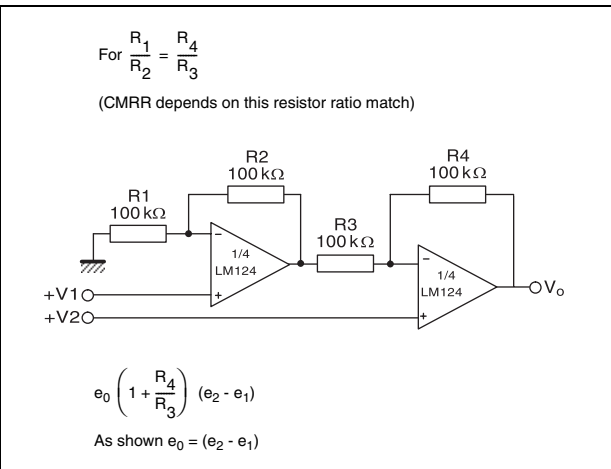 For R1/R2 = R4/R3
(CMRR depends on this resistor ratio match)
R2
100 kΩ
R4
100 kΩ
R1
100 kΩ
R3
100 kΩ
-
1/4
LM124
+
-
1/4
LM124
+
+V1
+V2
Vo
e0 (1 + R4/R3) (e2 - e1)
As shown e0 = (e2 - e1)